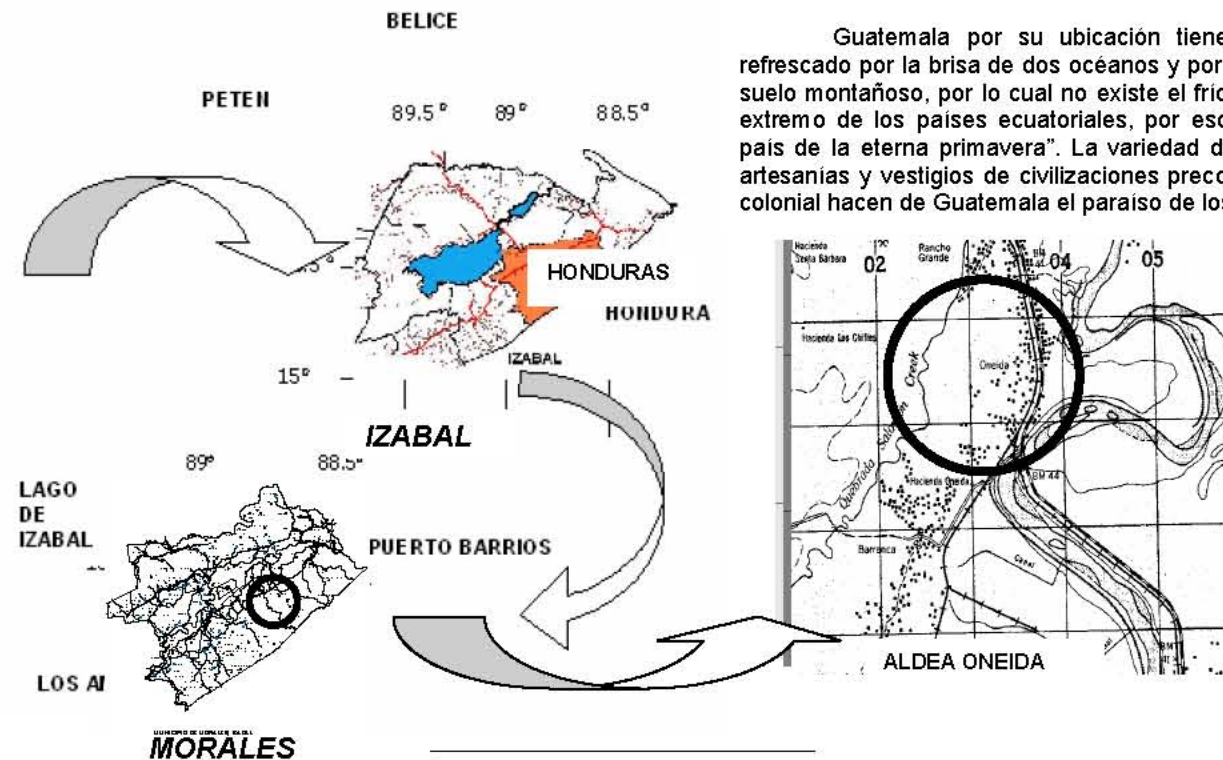 BELICE
Guatemala por su ubicación tiene
refrescado por la brisa de dos océanos y por
suelo montañoso, por lo cual no existe el frío
extremo de los países ecuatoriales, por eso
país de la eterna primavera”. La variedad d
artesanías y vestigios de civilizaciones preco
colonial hacen de Guatemala el paraíso de los
PETEN
89.5° 89° 88.5°
HONDURAS
HONDURA
IZABAL
15°
IZABAL
Hacienda
Santa Bárbara
02
Rancho
Grande
04
05
Hacienda Las Chiflas
Oneida
Creek
Quebrada
Hacienda Oneida
BM 44
Barranca
Canal
ALDEA ONEIDA
89° 88.5°
LAGO
DE
IZABAL
PUERTO BARRIOS
LOS AI
MORALES